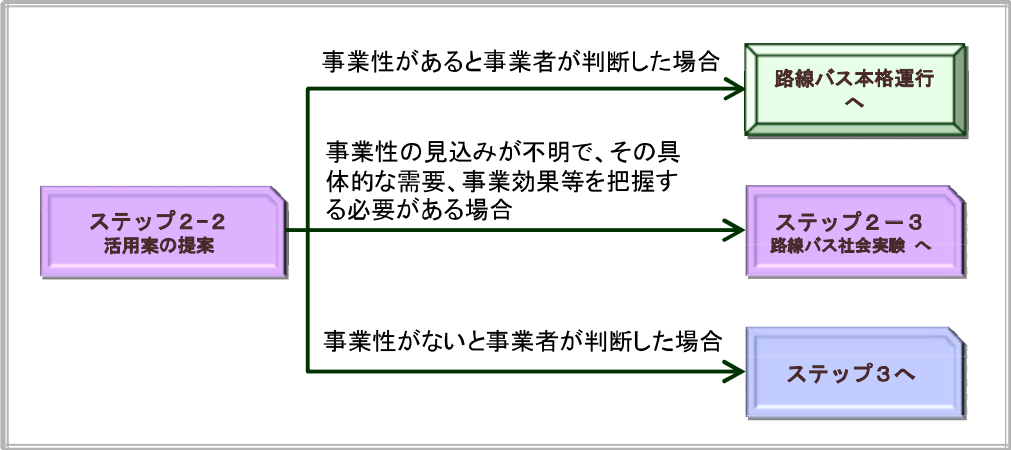 事業性があると事業者が判断した場合
路線バス本格運行
へ
事業性の見込みが不明で、その具
体的な需要、事業効果等を把握す
る必要がある場合
ステップ２−２
活用案の提案
ステップ２－３
路線バス社会実験 へ
事業性がないと事業者が判断した場合
ステップ３へ